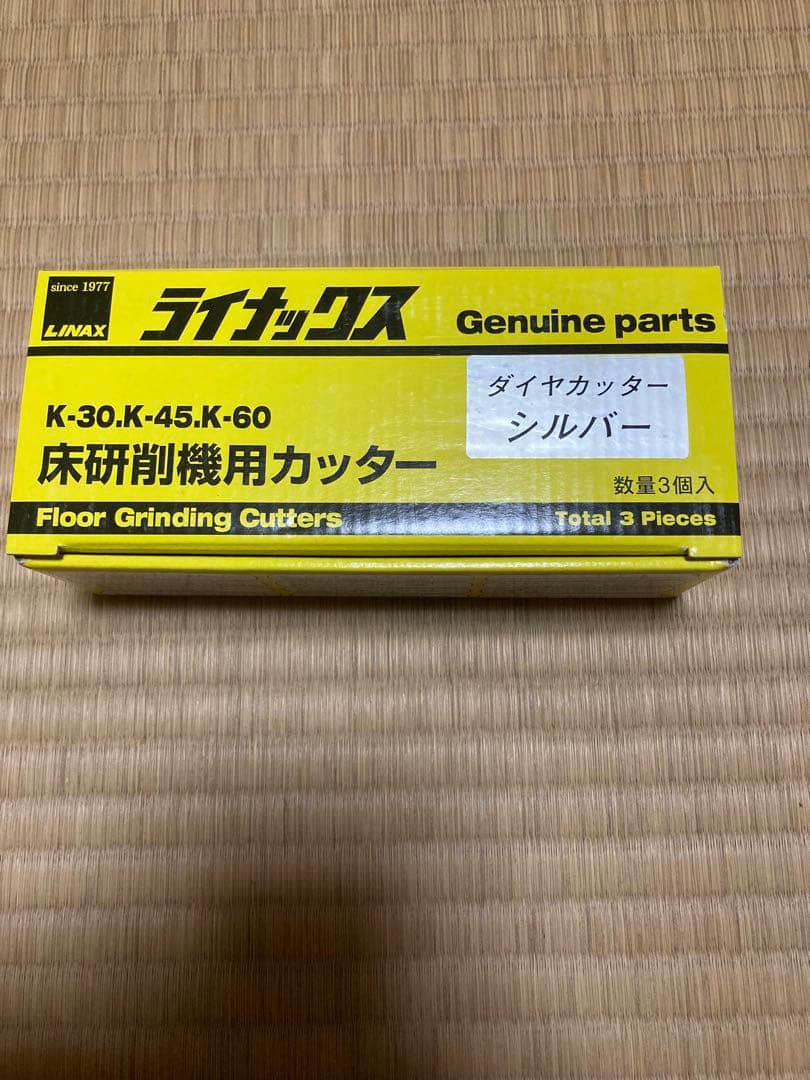 since 1977
LINAX
ライナックス
Genuine parts
ダイヤカッター
シルバー
K-30.K-45.K-60
床研削機用カッター
数量3個入
Floor Grinding Cutters
Total 3 Pieces